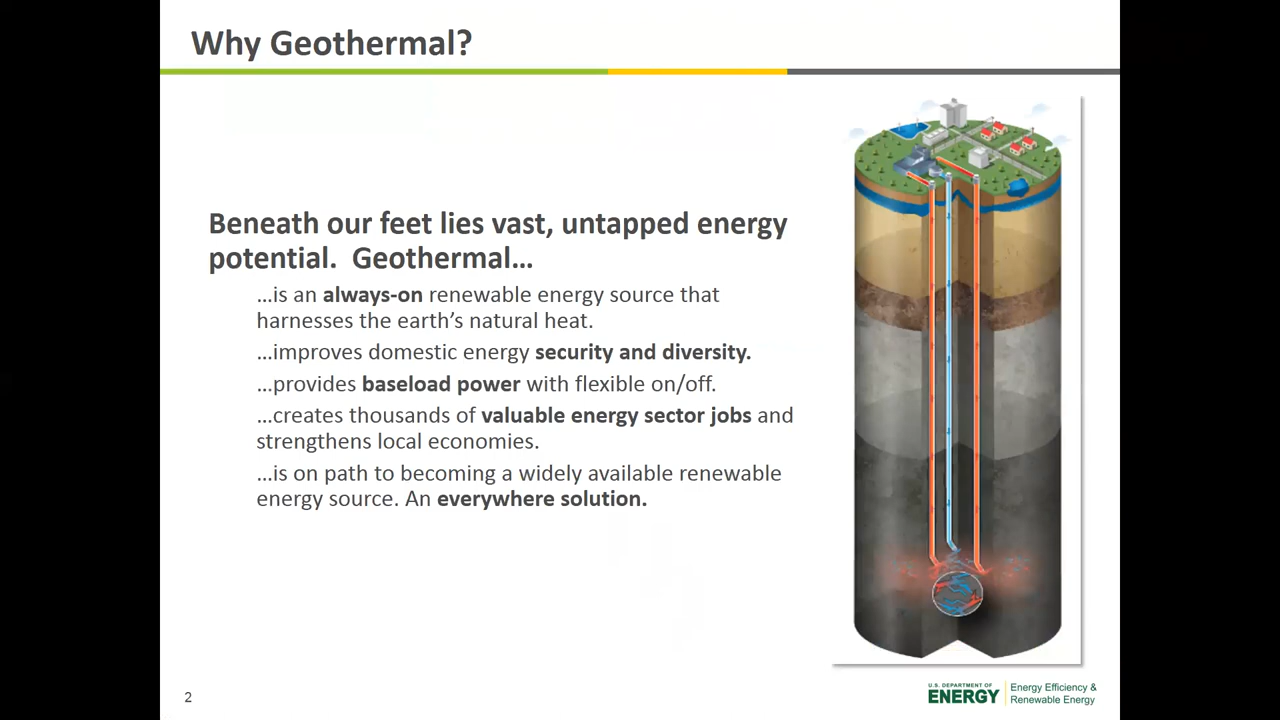 Why Geothermal?
Beneath our feet lies vast, untapped energy
potential.  Geothermal…
…is an always-on renewable energy source that
harnesses the earth’s natural heat.
…improves domestic energy security and diversity.
…provides baseload power with flexible on/off.
…creates thousands of valuable energy sector jobs and
strengthens local economies.
…is on path to becoming a widely available renewable
energy source. An everywhere solution.
2
U.S. DEPARTMENT OF
ENERGY
Energy Efficiency &
Renewable Energy